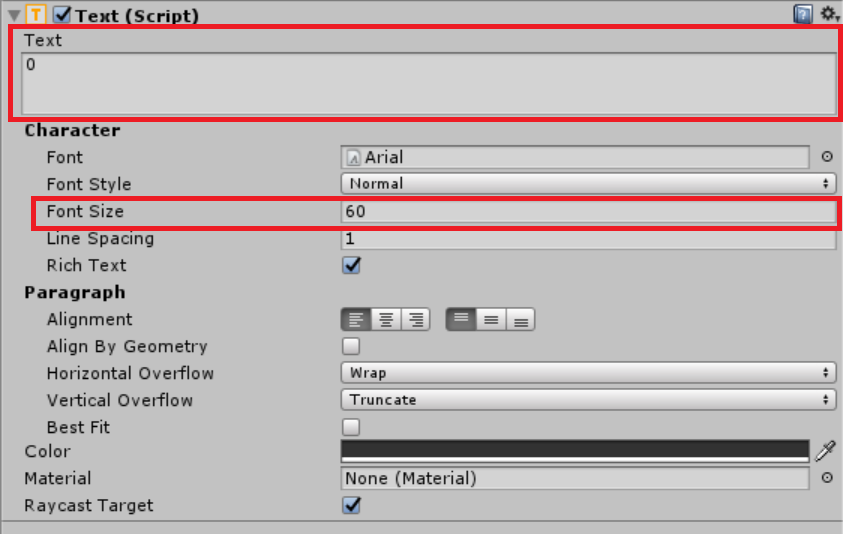 Text (Script)
Text
0
Character
Font Arial
Font Style Normal
Font Size 60
Line Spacing 1
Rich Text
Paragraph
Alignment
Align By Geometry
Horizontal Overflow Wrap
Vertical Overflow Truncate
Best Fit
Color
Material None (Material)
Raycast Target